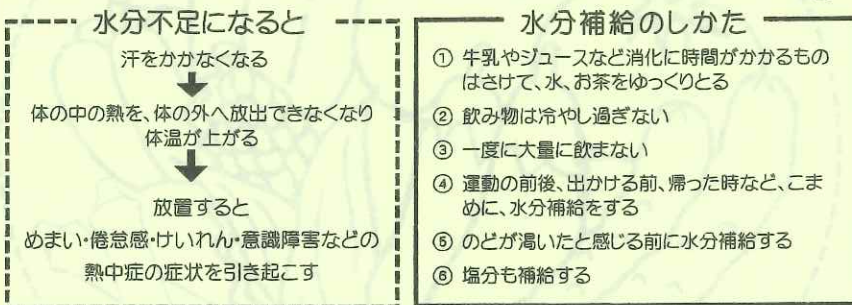 水分不足になると
汗をかかなくなる
体の中の熱を、体の外へ放出できなくなり
体温が上がる
放置すると
めまい・倦怠感・けいれん・意識障害などの
熱中症の症状を引き起こす
水分補給のしかた
① 牛乳やジュースなど消化に時間がかかるもの
はさけて、水、お茶をゆっくりとる
② 飲み物は冷やし過ぎない
③ 一度に大量に飲まない
④ 運動の前後、出かける前、帰った時など、こま
めに、水分補給をする
⑤ のどが渇いたと感じる前に水分補給する
⑥ 塩分も補給する